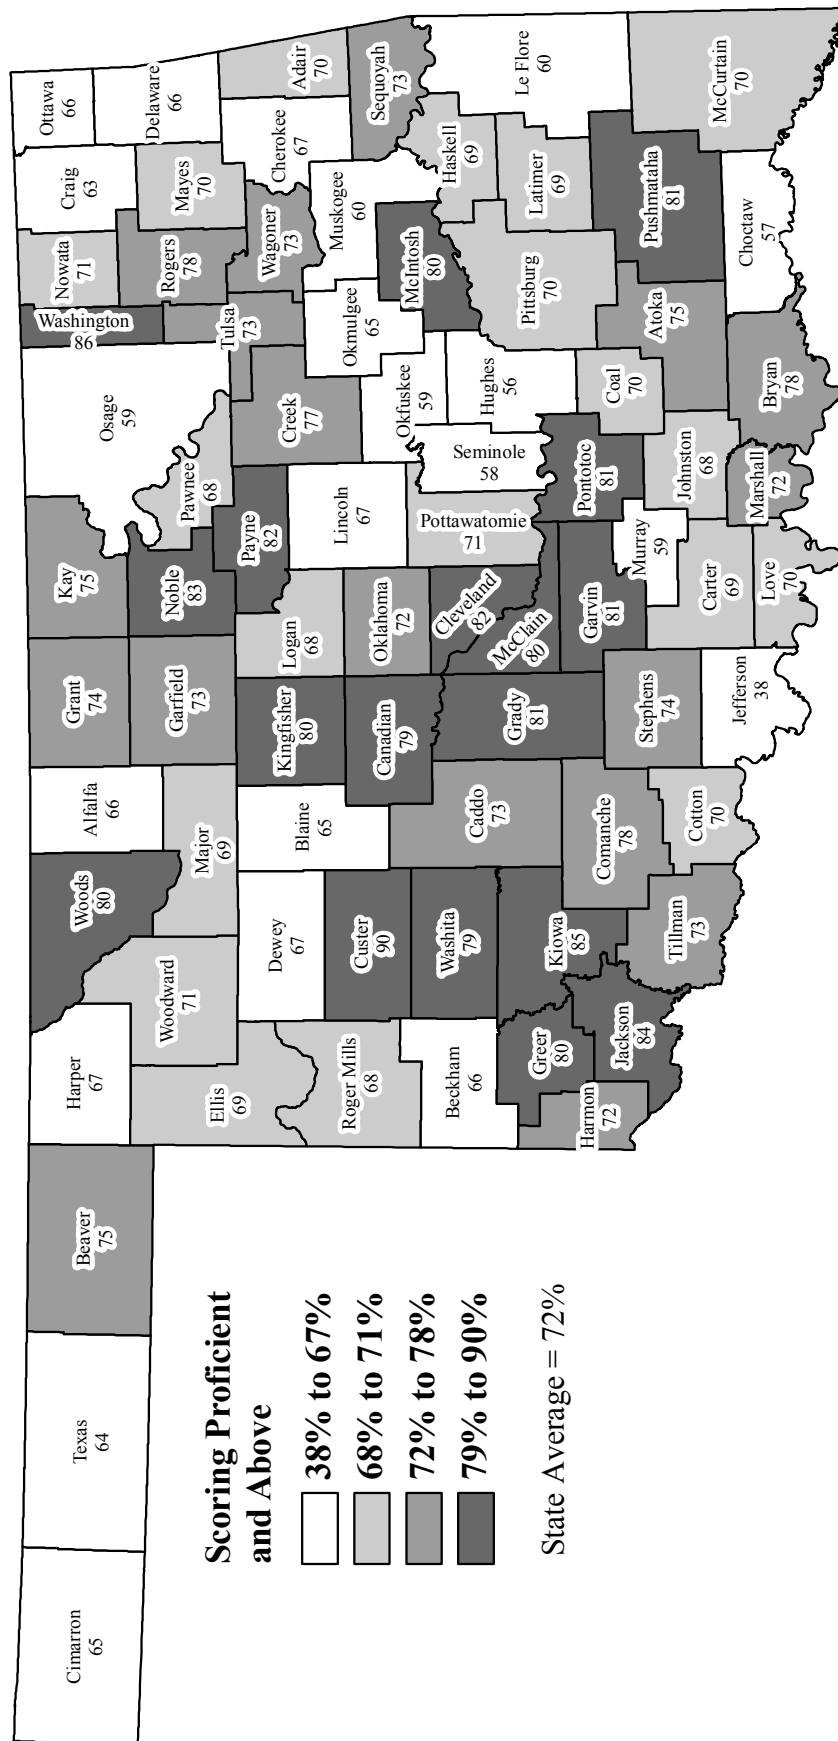 Cimarron
65
Texas
64
Beaver
75
Harper
67
Woods
80
Alfalfa
66
Grant
74
Kay
75
Osage
59
Washington
86
Nowata
71
Craig
63
Ottawa
66
Ellis
69
Woodward
71
Major
69
Garfield
73
Noble
83
Pawnee
68
Tulsa
73
Rogers
78
Mayes
70
Delaware
66
Roger Mills
68
Dewey
67
Blaine
65
Kingfisher
80
Logan
68
Payne
82
Creek
77
Wagoner
73
Cherokee
67
Adair
70
Custer
90
Canadian
79
Oklahoma
72
Lincoln
67
Okfuskee
59
Okmulgee
65
Muskogee
60
Sequoyah
73
Beckham
66
Washita
79
Caddo
73
Grady
81
Cleveland
82
McClain
80
Pottawatomie
71
Seminole
58
Hughes
56
McIntosh
80
Haskell
69
Le Flore
60
Greer
80
Kiowa
85
Comanche
78
Garvin
81
Pontotoc
81
Pittsburg
70
Latimer
69
Harmon
72
Jackson
84
Tillman
73
Cotton
70
Stephens
74
Murray
59
Johnston
68
Coal
70
Atoka
75
Pushmataha
81
McCurtain
70
Jefferson
38
Carter
69
Love
70
Marshall
72
Bryan
78
Choctaw
57
Scoring Proficient
and Above
38% to 67%
68% to 71%
72% to 78%
79% to 90%
State Average = 72%